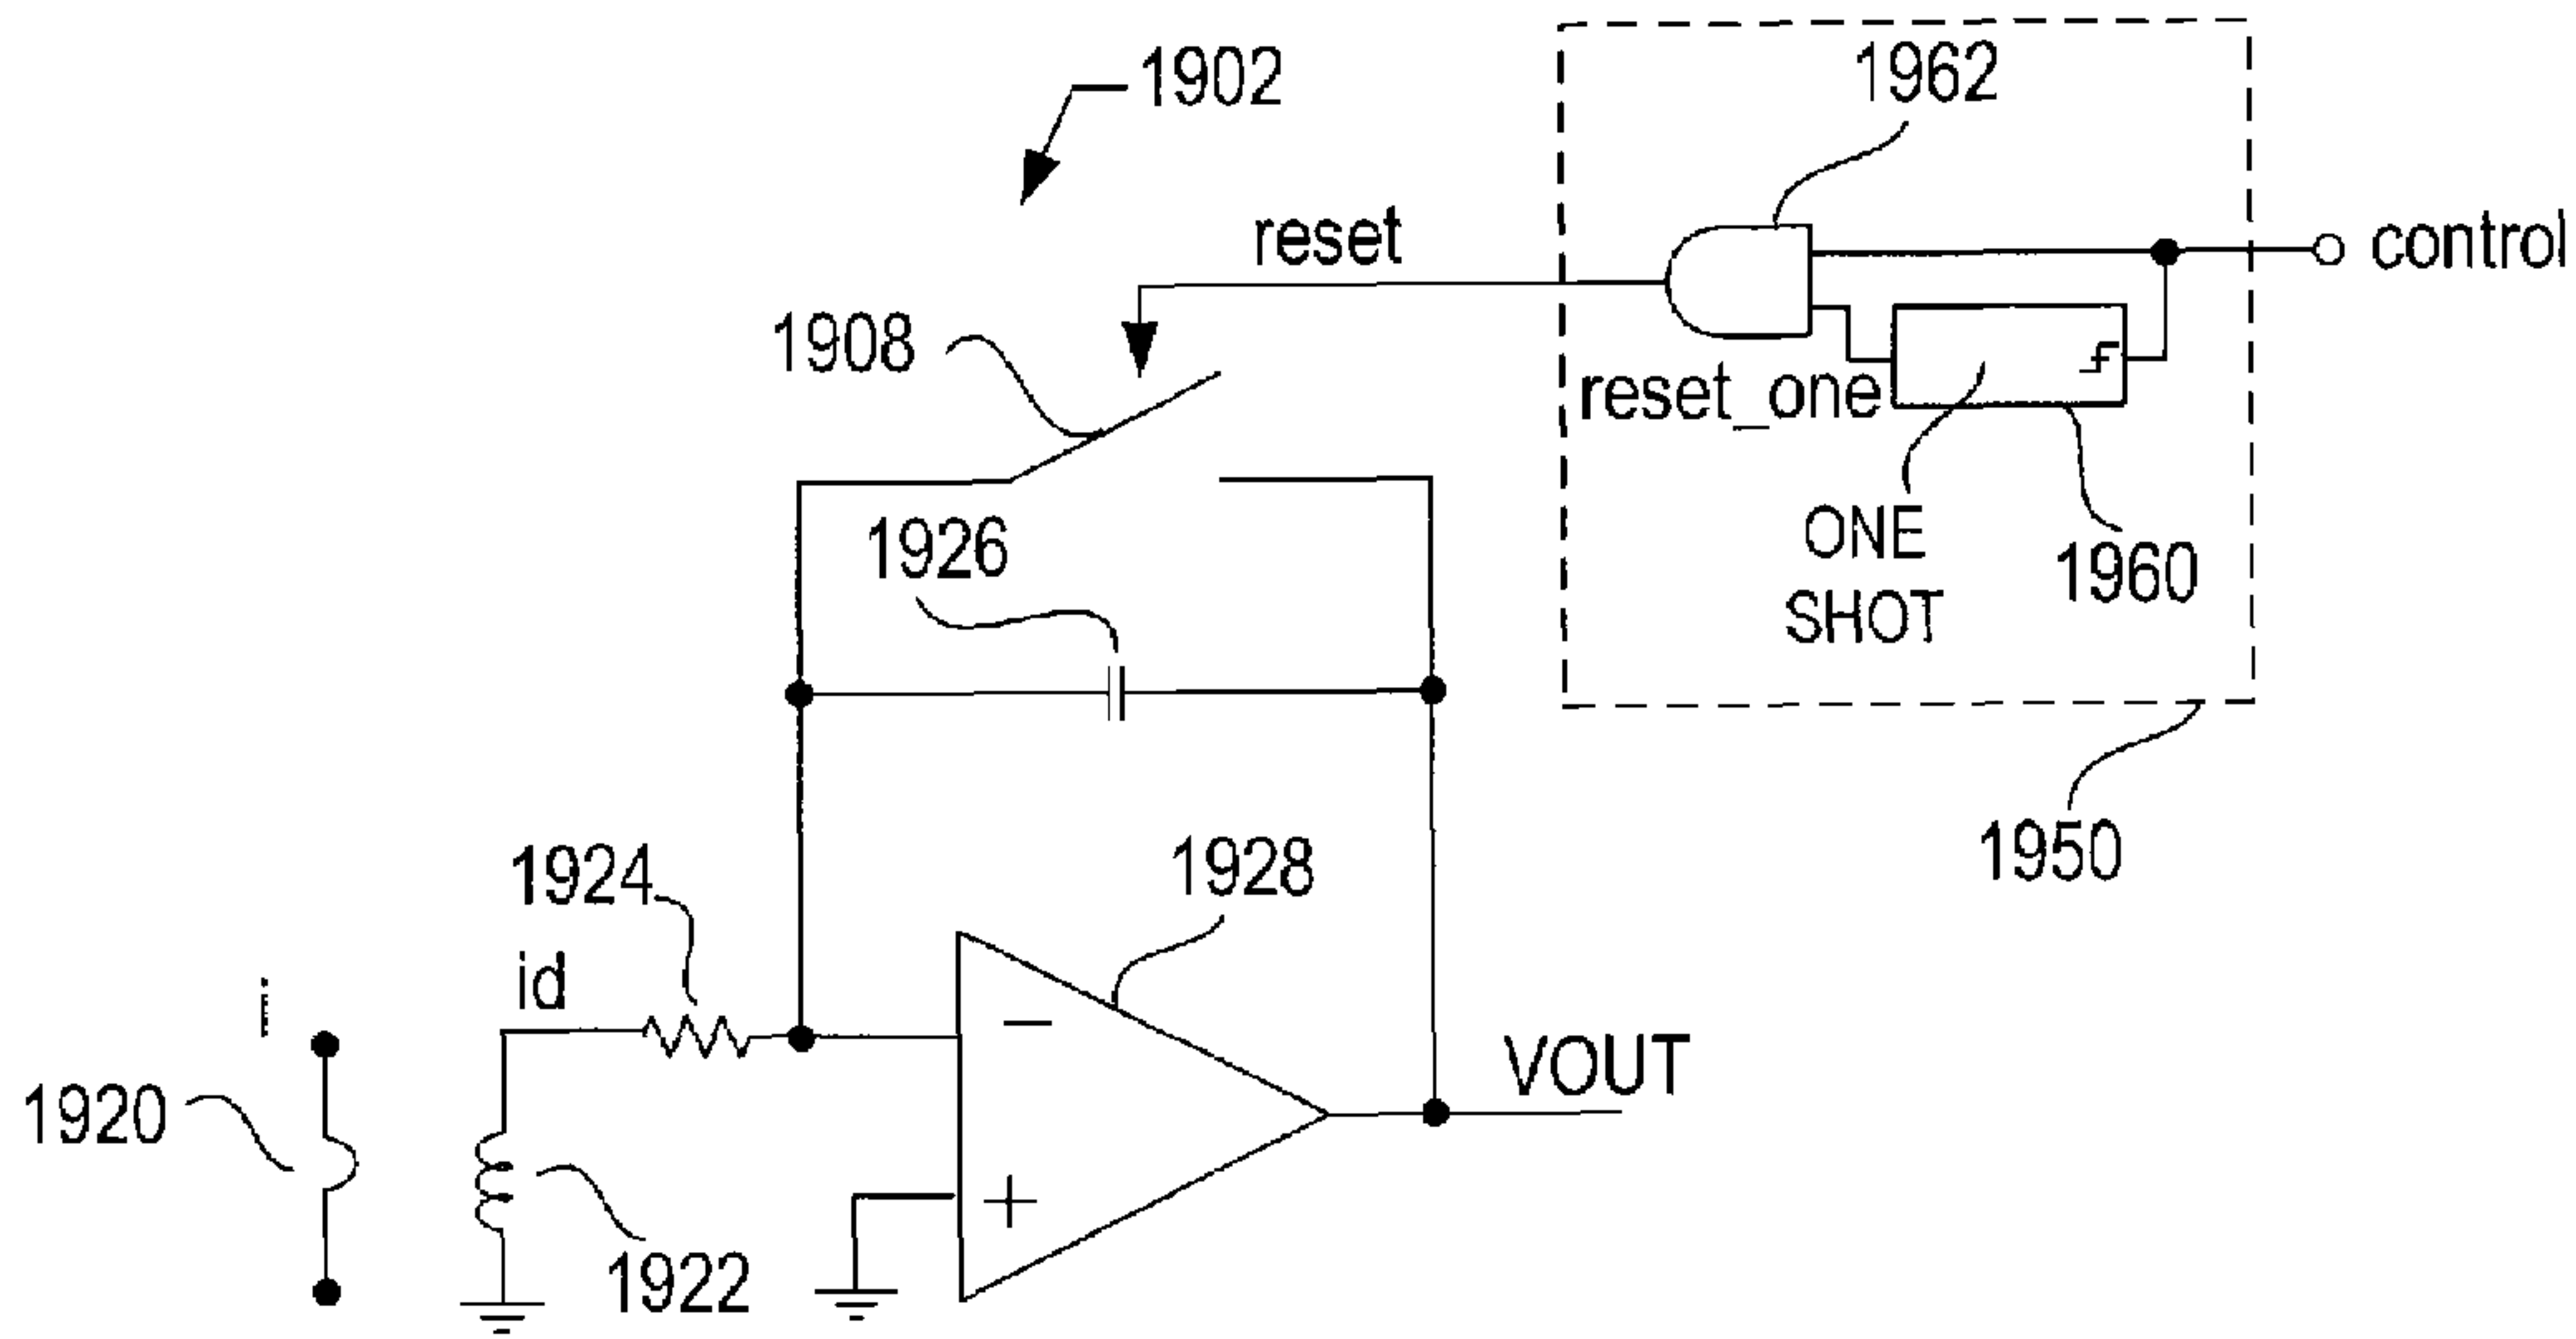 1902
1962
control
reset
1908
reset_one
ONE
SHOT
1960
1926
1950
1924
1928
id
i
−
VOUT
1920
+
1922